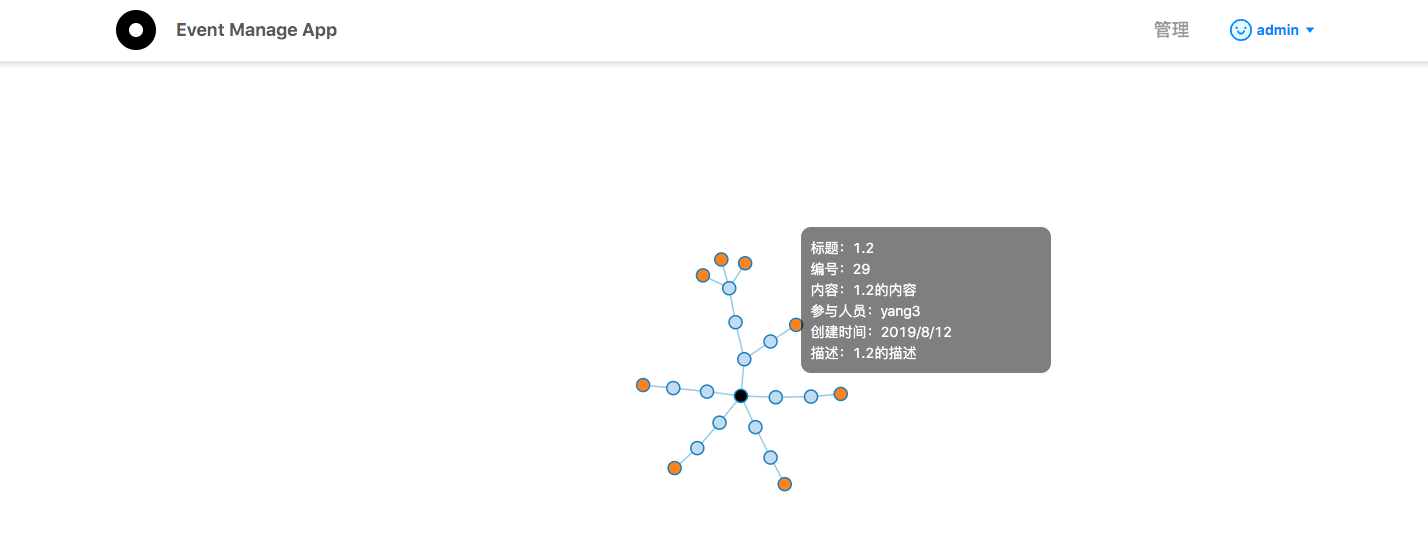 Event Manage App
管理
admin
标题：1.2
编号：29
内容：1.2的内容
参与人员：yang3
创建时间：2019/8/12
描述：1.2的描述